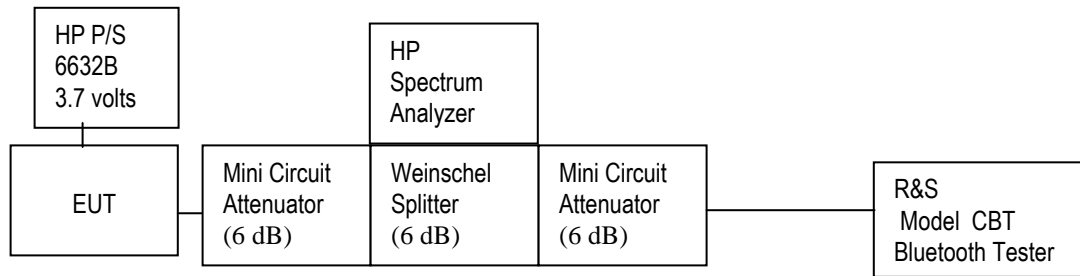 HP P/S
6632B
3.7 volts
HP
Spectrum
Analyzer
EUT
Mini Circuit
Attenuator
(6 dB)
Weinschel
Splitter
(6 dB)
Mini Circuit
Attenuator
(6 dB)
R&S
Model CBT
Bluetooth Tester